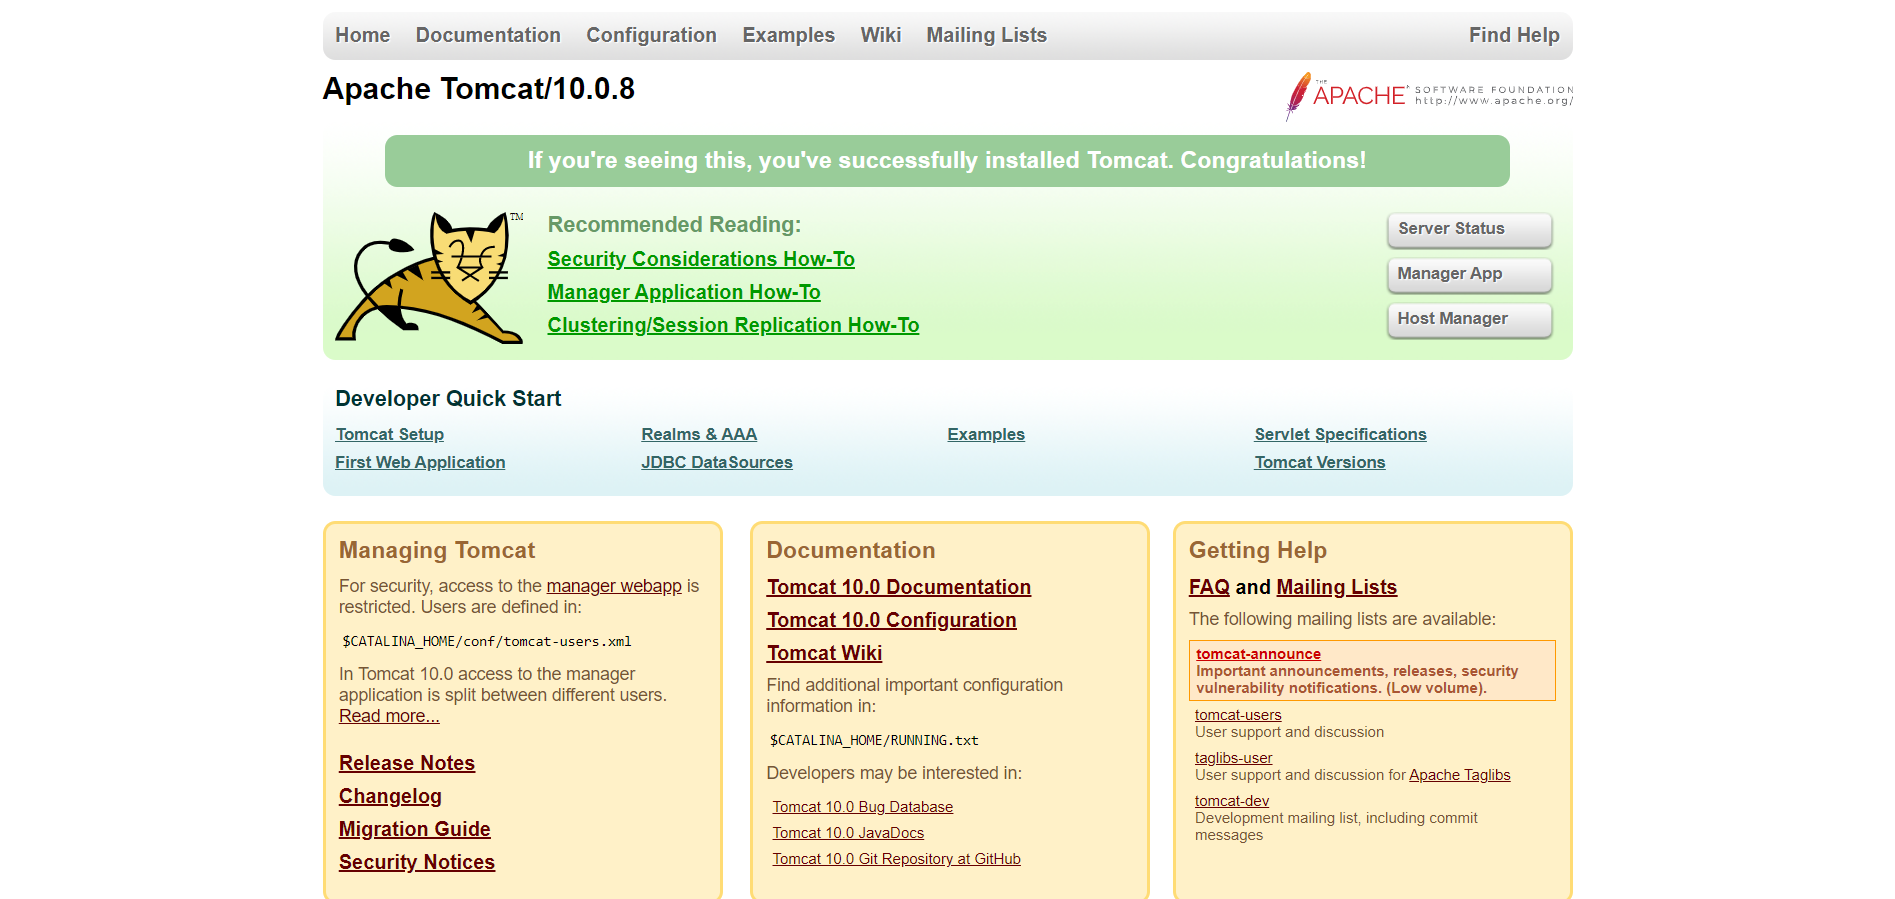 Home Documentation Configuration Examples Wiki Mailing Lists Find Help
Apache Tomcat/10.0.8
THE
APACHE SOFTWARE FOUNDATION
http://www.apache.org/
If you're seeing this, you've successfully installed Tomcat. Congratulations!
TM
Recommended Reading:
Security Considerations How-To
Manager Application How-To
Clustering/Session Replication How-To
Server Status
Manager App
Host Manager
Developer Quick Start
Tomcat Setup
First Web Application
Realms & AAA
JDBC DataSources
Examples
Servlet Specifications
Tomcat Versions
Managing Tomcat
For security, access to the manager webapp is
restricted. Users are defined in:
$CATALINA_HOME/conf/tomcat-users.xml
In Tomcat 10.0 access to the manager
application is split between different users.
Read more...
Release Notes
Changelog
Migration Guide
Security Notices
Documentation
Tomcat 10.0 Documentation
Tomcat 10.0 Configuration
Tomcat Wiki
Find additional important configuration
information in:
$CATALINA_HOME/RUNNING.txt
Developers may be interested in:
Tomcat 10.0 Bug Database
Tomcat 10.0 JavaDocs
Tomcat 10.0 Git Repository at GitHub
Getting Help
FAQ and Mailing Lists
The following mailing lists are available:
tomcat-announce
Important announcements, releases, security
vulnerability notifications. (Low volume).
tomcat-users
User support and discussion
taglibs-user
User support and discussion for Apache Taglibs
tomcat-dev
Development mailing list, including commit
messages